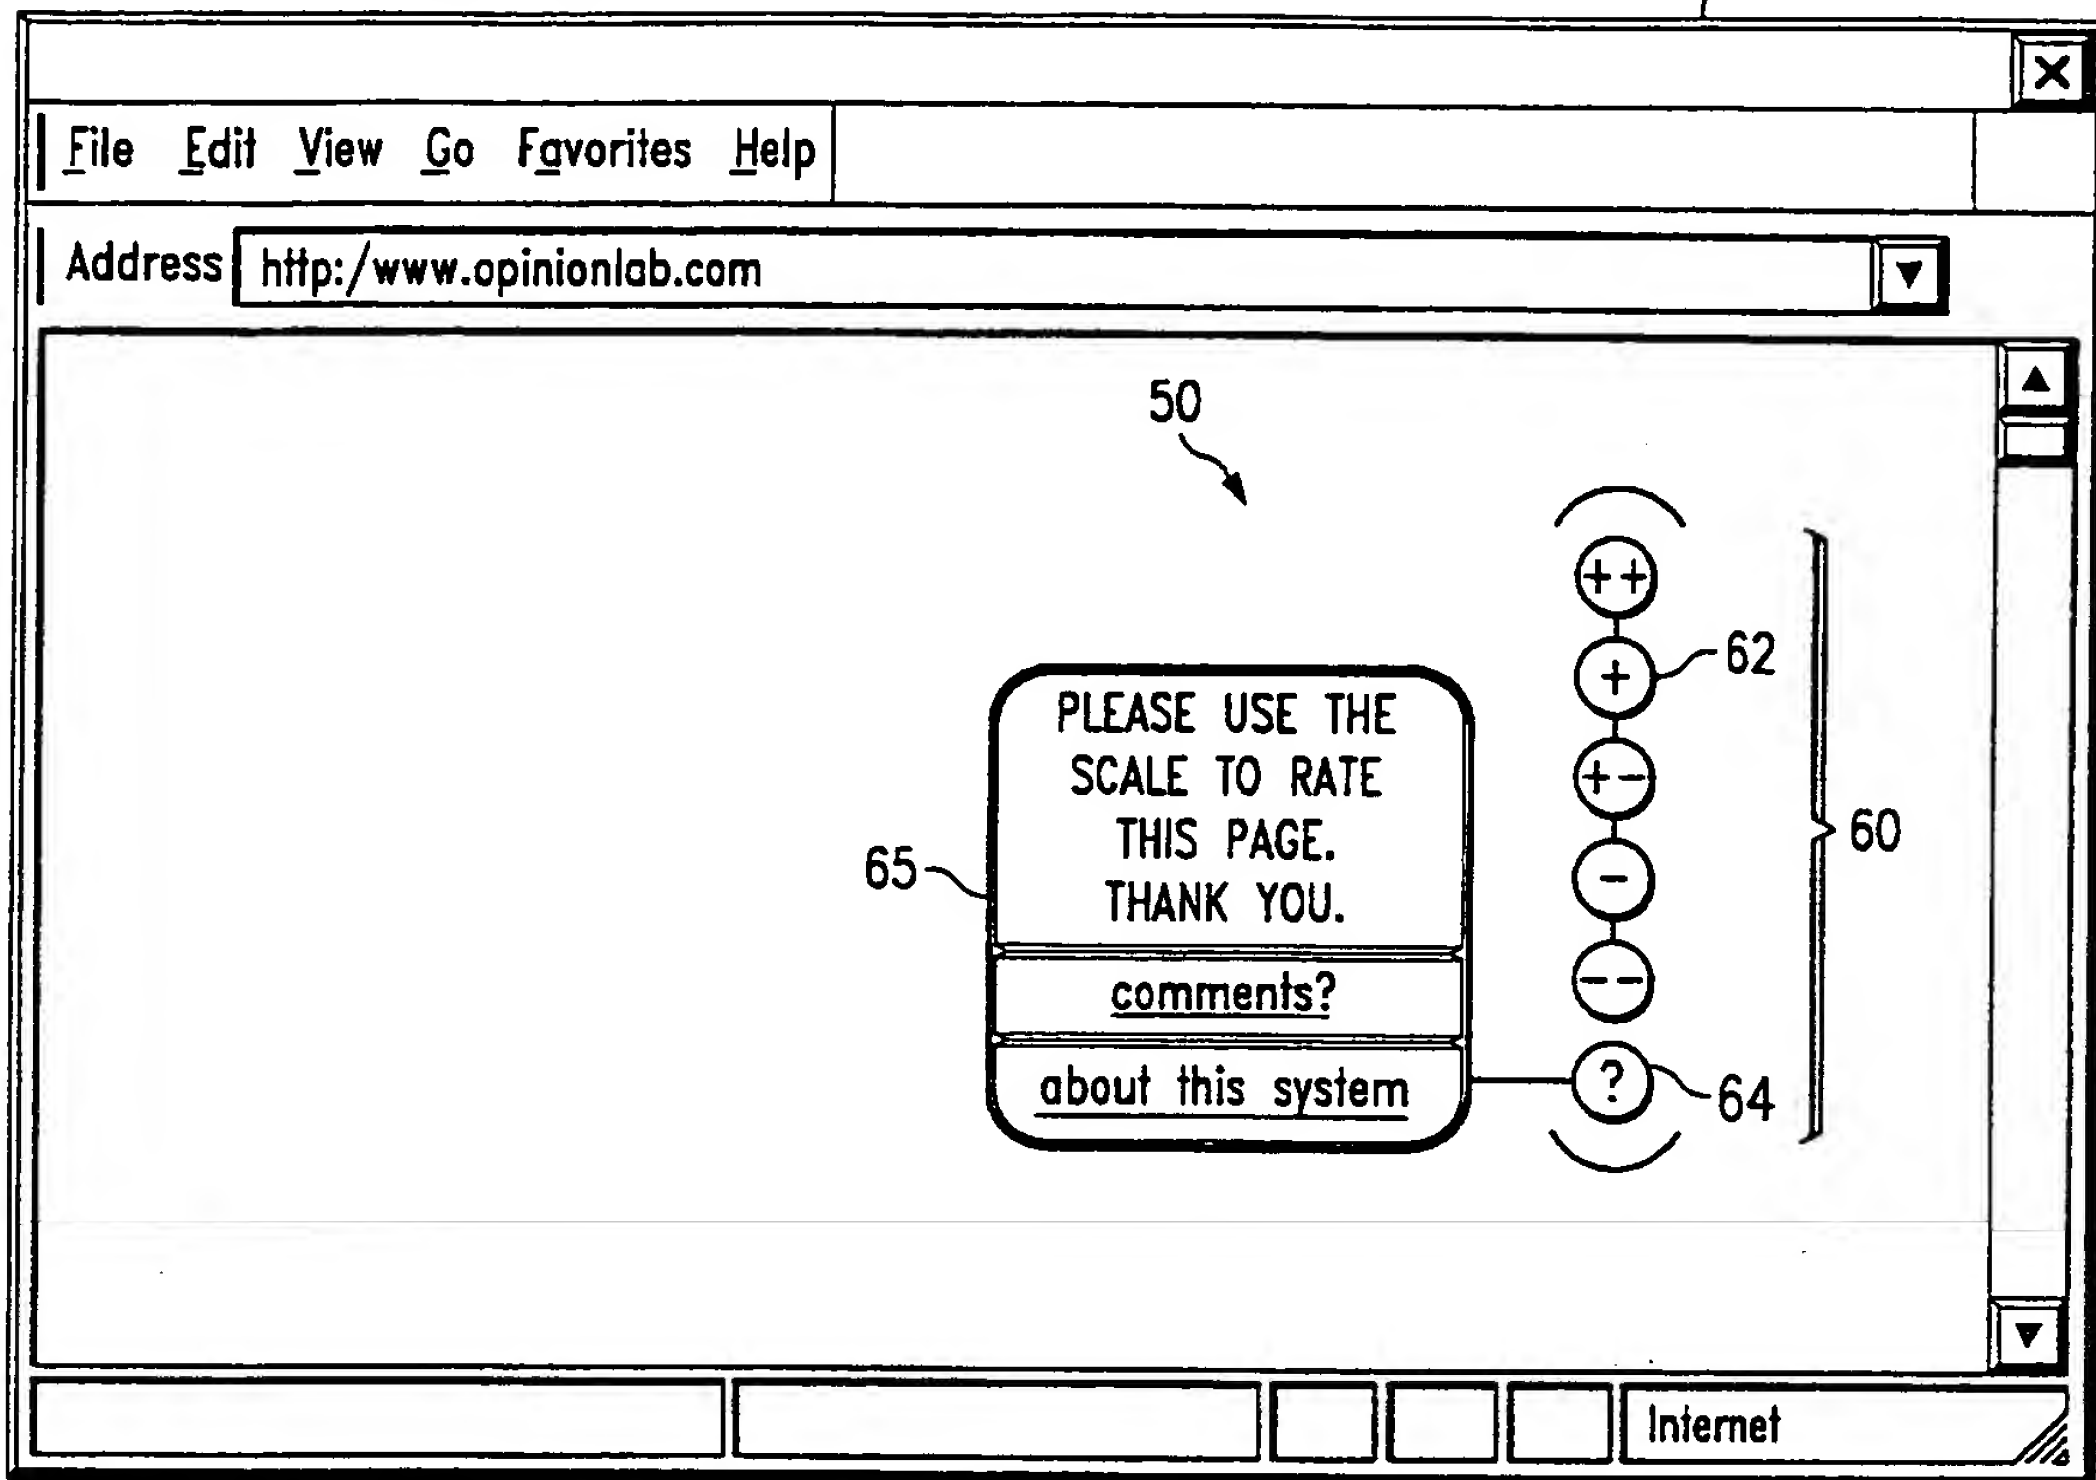 X
File Edit View Go Favorites Help
Address http:/www.opinionlab.com
50
++
+ 62
+-
-
--
? 64
60
PLEASE USE THE
SCALE TO RATE
THIS PAGE.
THANK YOU.
65
comments?
about this system
Internet